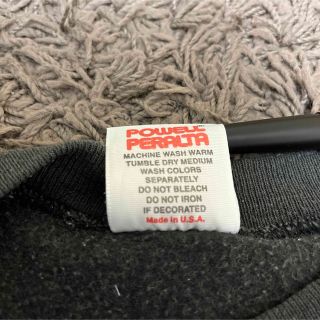 POWELL
PERALTA
MACHINE WASH WARM
TUMBLE DRY MEDIUM
WASH COLORS
SEPARATELY
DO NOT BLEACH
DO NOT IRON
IF DECORATED
Made in U.S.A.